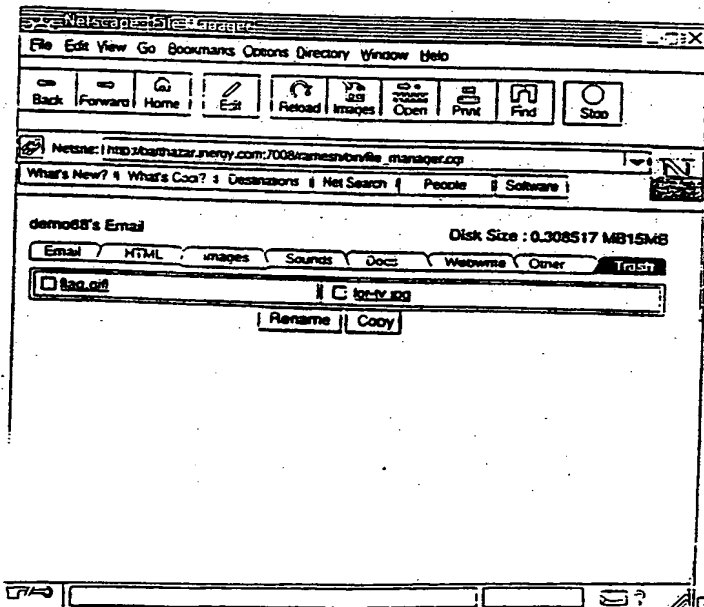 Netscape - [File Manager]
File Edit View Go Bookmarks Options Directory Window Help
Back Forward Home Edit Reload Images Open Print Find Stop
Netsite: http://balthazar.inergy.com:7008/ramesh/bin/file_manager.cgi
What's New? What's Cool? Destinations Net Search People Software
demo68's Email
Disk Size : 0.308517 MB15MB
Email HTML Images Sounds Docs Webwrite Other Trash
flag.gif
Rename Copy